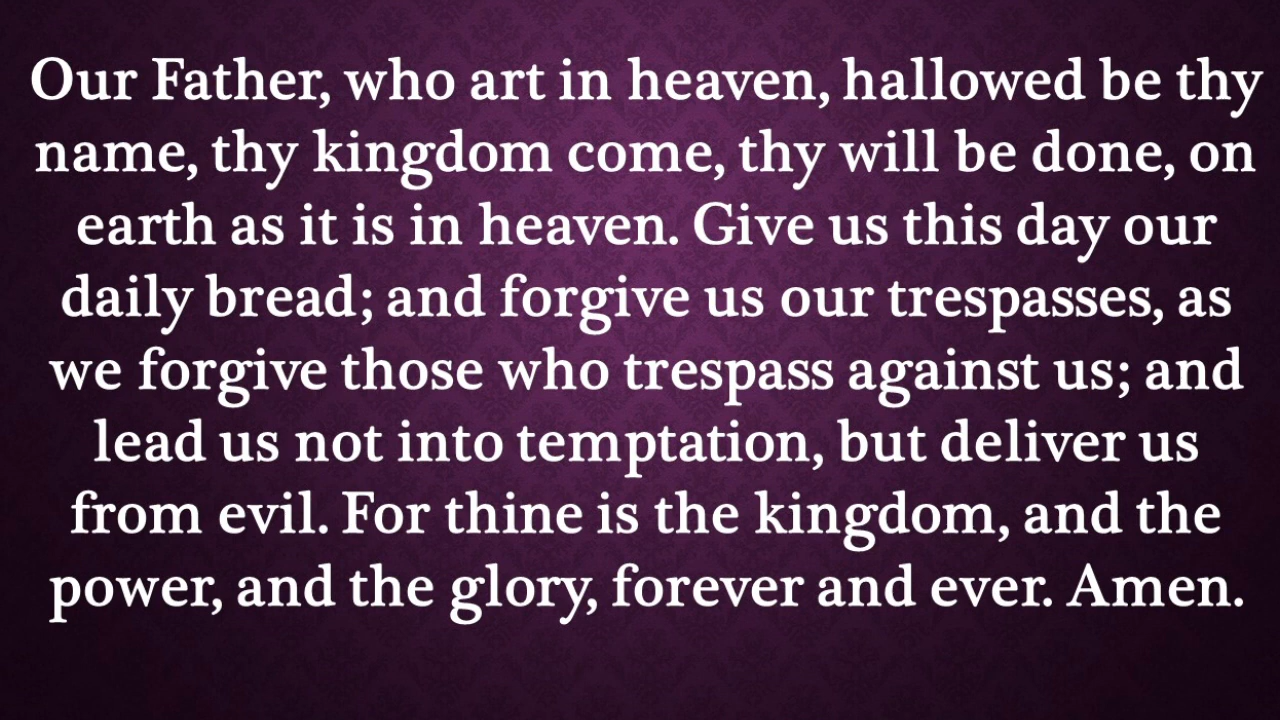 Our Father, who art in heaven, hallowed be thy
name, thy kingdom come, thy will be done, on
earth as it is in heaven. Give us this day our
daily bread; and forgive us our trespasses, as
we forgive those who trespass against us; and
lead us not into temptation, but deliver us
from evil. For thine is the kingdom, and the
power, and the glory, forever and ever. Amen.